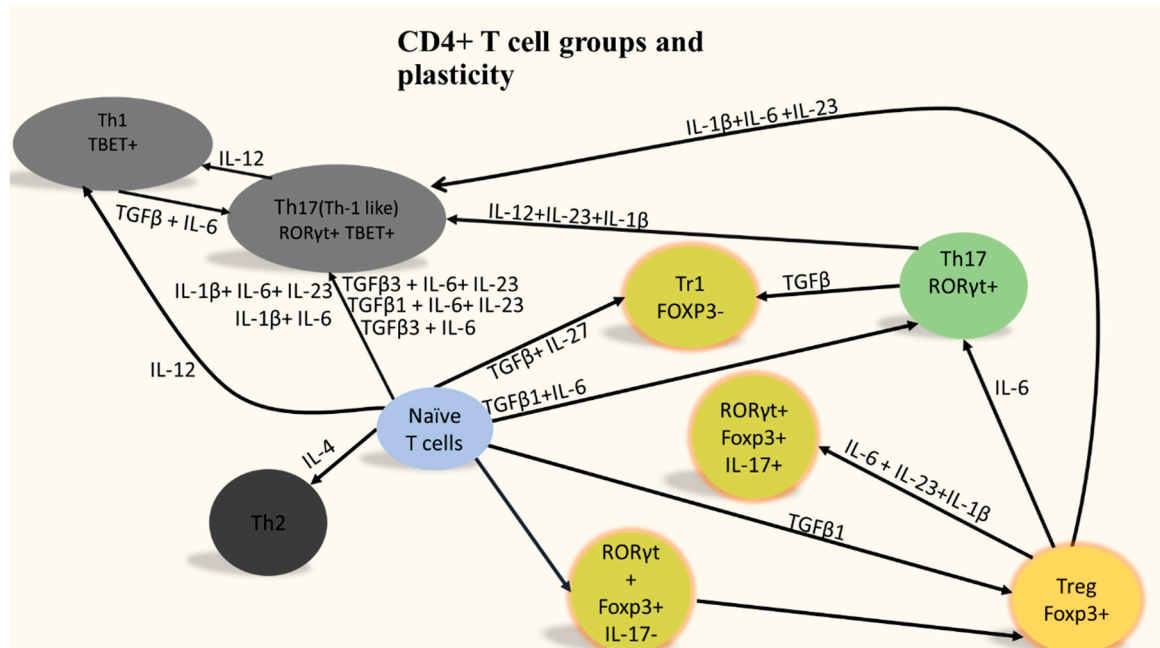 CD4+ T cell groups and
plasticity
Th1
TBET+
IL-12
TGFβ + IL-6
Th17(Th-1 like)
RORγt+ TBET+
IL-1β+IL-6 +IL-23
IL-12+IL-23+IL-1β
Th17
RORγt+
Tr1
FOXP3-
TGFβ
IL-1β+ IL-6+ IL-23
IL-1β+ IL-6
TGFβ3 + IL-6+ IL-23
TGFβ1 + IL-6+ IL-23
TGFβ3 + IL-6
TGFβ+ IL-27
IL-12
TGFβ1+IL-6
IL-6
Naïve
T cells
RORγt+
Foxp3+
IL-17+
IL-6 + IL-23+IL-1β
IL-4
Th2
TGFβ1
RORγt
+
Foxp3+
IL-17-
Treg
Foxp3+